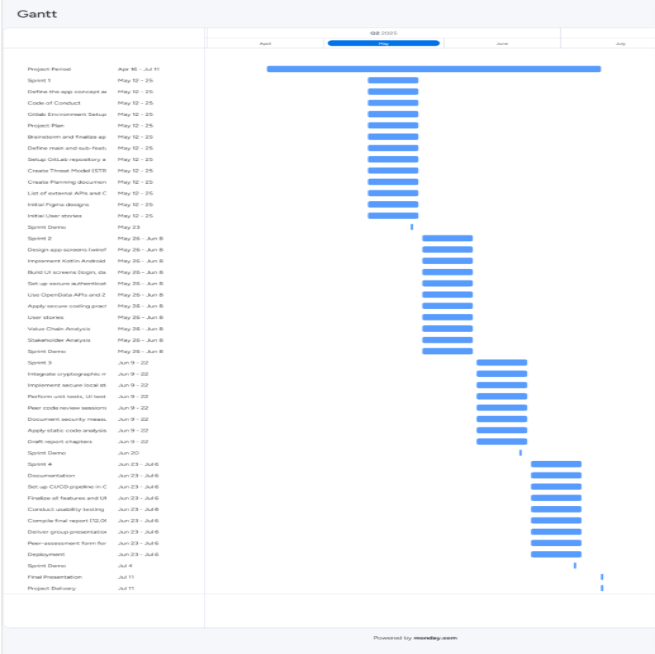 Gantt
Q2 2025
April May June July
Project Period Apr 16 - Jul 11
Sprint 1 May 12 - 25
Define the app concept a May 12 - 25
Code of Conduct May 12 - 25
Gitlab Environment Setup May 12 - 25
Project Plan May 12 - 25
Brainstorm and finalize ap May 12 - 25
Define main and sub-featu May 12 - 25
Setup GitLab repository a May 12 - 25
Create Threat Model (STR May 12 - 25
Create Planning documen May 12 - 25
List of external APIs and C May 12 - 25
Initial Figma designs May 12 - 25
Initial User stories May 12 - 25
Sprint Demo May 23
Sprint 2 May 26 - Jun 8
Design app screens (wiref May 26 - Jun 8
Implement Kotlin Android May 26 - Jun 8
Build UI screens (login, da May 26 - Jun 8
Set up secure authenticat May 26 - Jun 8
Use OpenData APIs and 2 May 26 - Jun 8
Apply secure coding pract May 26 - Jun 8
User stories May 26 - Jun 8
Value Chain Analysis May 26 - Jun 8
Stakeholder Analysis May 26 - Jun 8
Sprint Demo May 26 - Jun 8
Sprint 3 Jun 9 - 22
Integrate cryptographic m Jun 9 - 22
Implement secure local st Jun 9 - 22
Perform unit tests, UI test Jun 9 - 22
Peer code review sessions Jun 9 - 22
Document security meas Jun 9 - 22
Apply static code analysis Jun 9 - 22
Draft report chapters Jun 9 - 22
Sprint Demo Jun 20
Sprint 4 Jun 23 - Jul 6
Documentation Jun 23 - Jul 6
Set up CI/CD pipeline in C Jun 23 - Jul 6
Finalize all features and UI Jun 23 - Jul 6
Conduct usability testing Jun 23 - Jul 6
Compile final report (12,0 Jun 23 - Jul 6
Deliver group presentation Jun 23 - Jul 6
Peer-assessment form for Jun 23 - Jul 6
Deployment Jun 23 - Jul 6
Sprint Demo Jul 4
Final Presentation Jul 11
Project Delivery Jul 11
Powered by monday.com